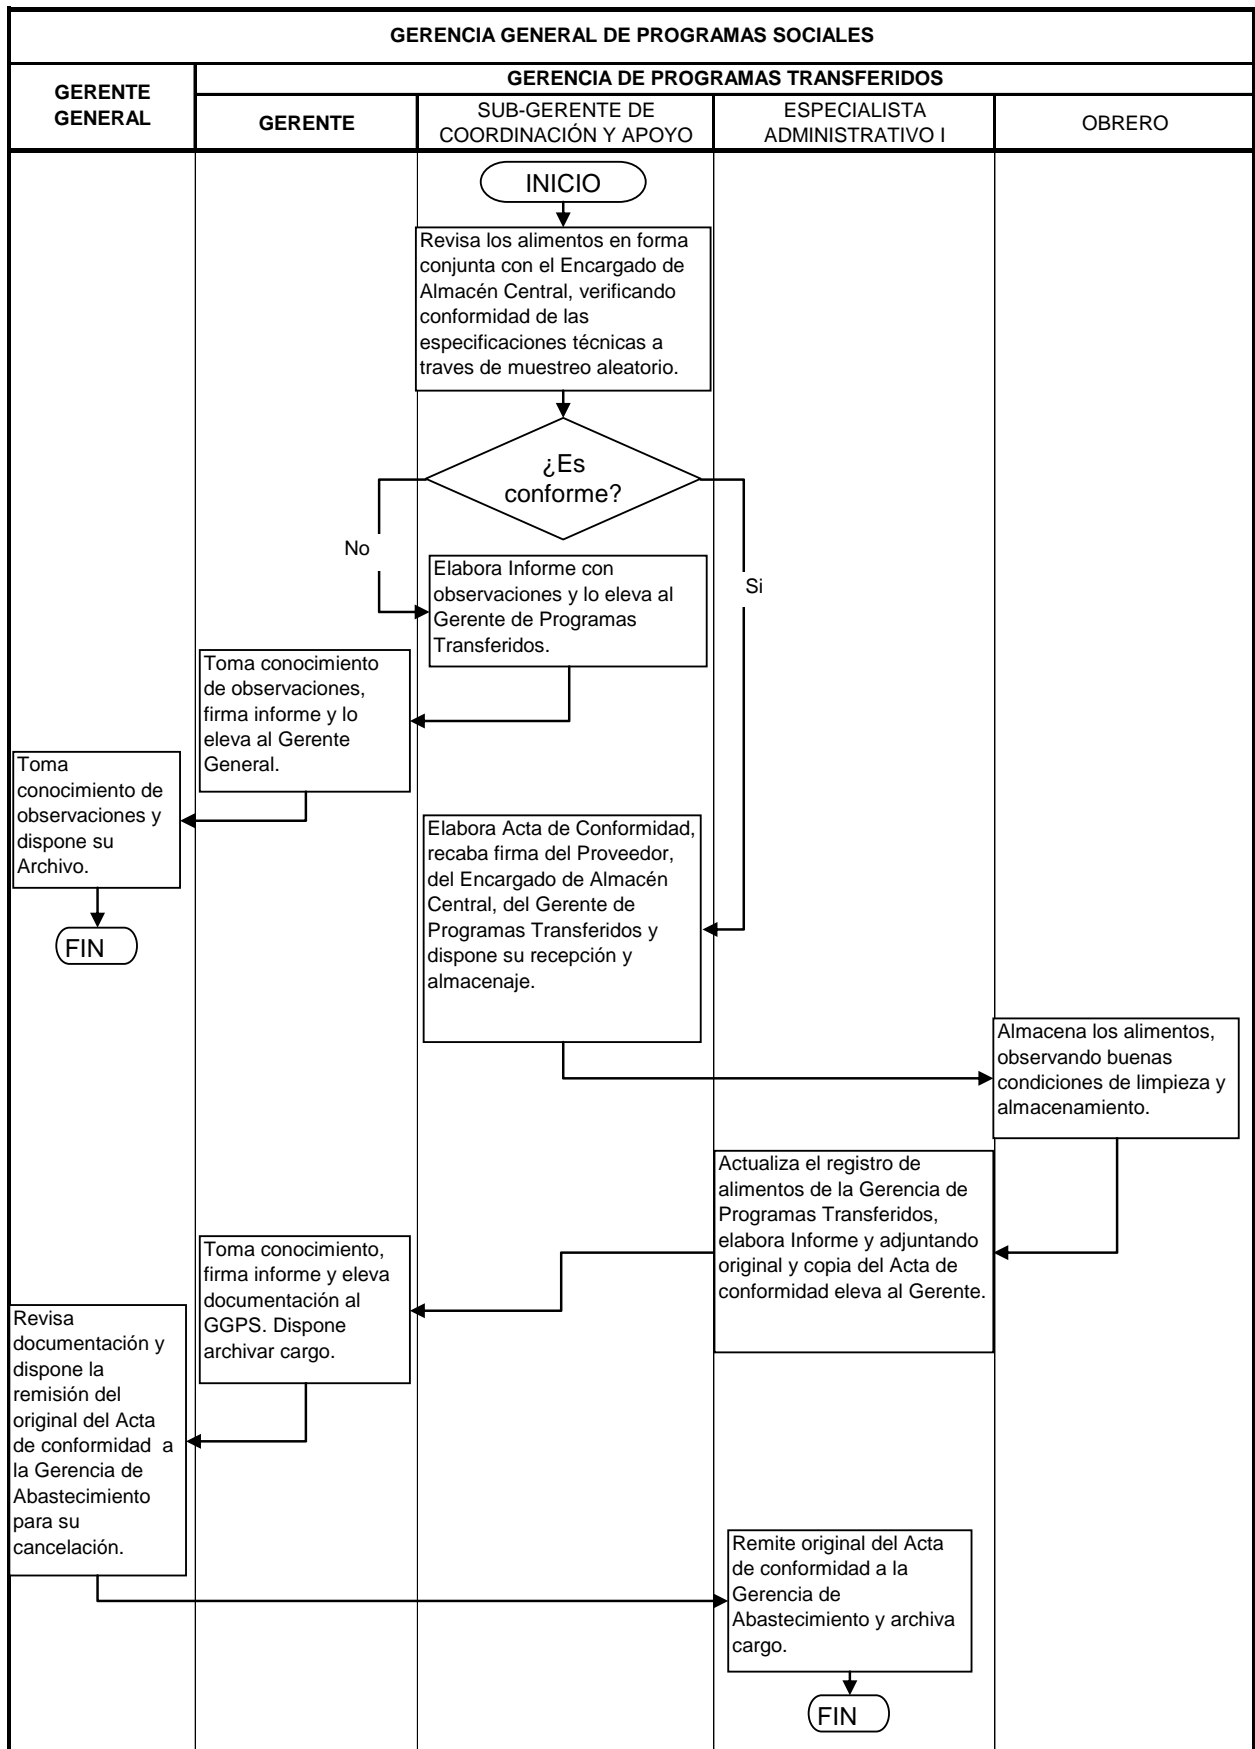 GERENCIA GENERAL DE PROGRAMAS SOCIALES
GERENTE
GENERAL
GERENCIA DE PROGRAMAS TRANSFERIDOS
GERENTE
SUB-GERENTE DE
COORDINACIÓN Y APOYO
ESPECIALISTA
ADMINISTRATIVO I
OBRERO
INICIO
Revisa los alimentos en forma
conjunta con el Encargado de
Almacén Central, verificando
conformidad de las
especificaciones técnicas a
traves de muestreo aleatorio.
¿Es
conforme?
No
Si
Elabora Informe con
observaciones y lo eleva al
Gerente de Programas
Transferidos.
Toma conocimiento
de observaciones,
firma informe y lo
eleva al Gerente
General.
Toma
conocimiento de
observaciones y
dispone su
Archivo.
FIN
Elabora Acta de Conformidad,
recaba firma del Proveedor,
del Encargado de Almacén
Central, del Gerente de
Programas Transferidos y
dispone su recepción y
almacenaje.
Almacena los alimentos,
observando buenas
condiciones de limpieza y
almacenamiento.
Actualiza el registro de
alimentos de la Gerencia de
Programas Transferidos,
elabora Informe y adjuntando
original y copia del Acta de
conformidad eleva al Gerente.
Toma conocimiento,
firma informe y eleva
documentación al
GGPS. Dispone
archivar cargo.
Revisa
documentación y
dispone la
remisión del
original del Acta
de conformidad a
la Gerencia de
Abastecimiento
para su
cancelación.
Remite original del Acta
de conformidad a la
Gerencia de
Abastecimiento y archiva
cargo.
FIN